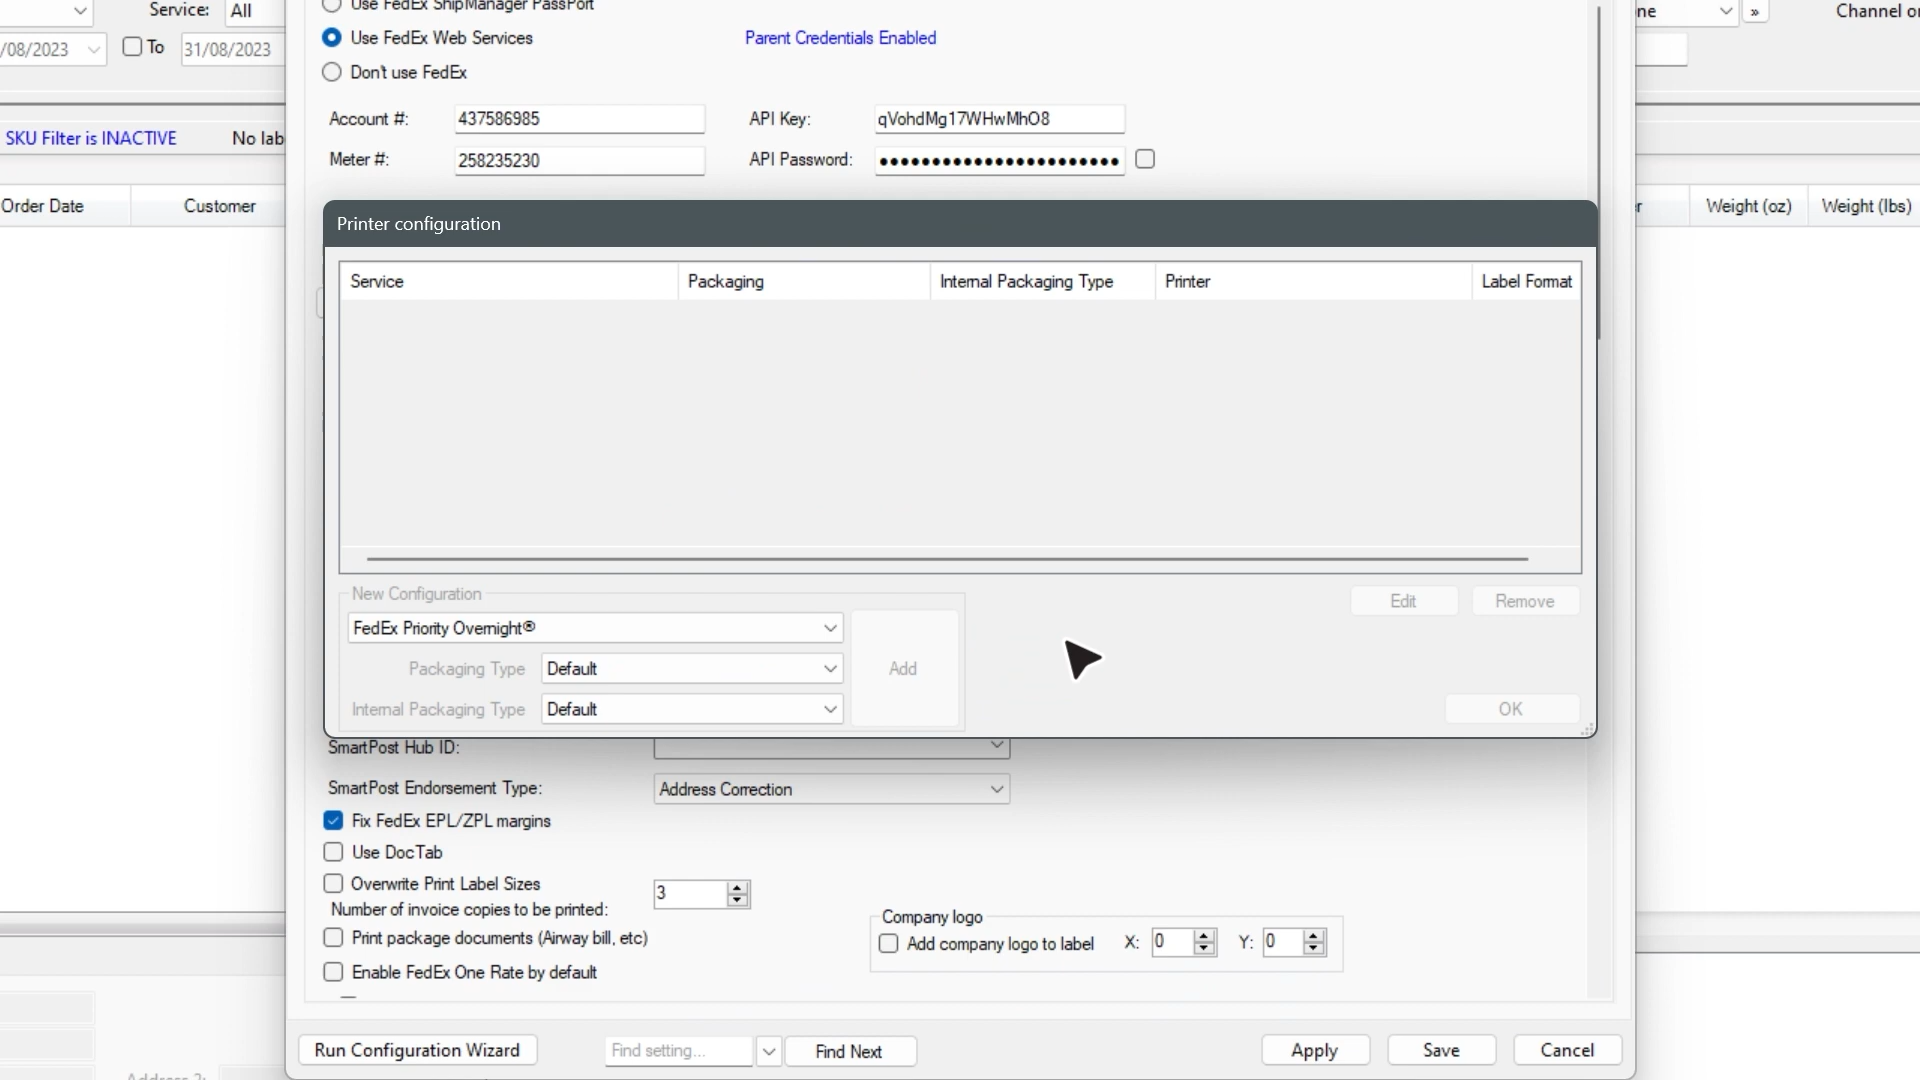 Service: All ne » Channel or
Use FedEx ShipManager PassPort
/08/2023 To 31/08/2023
Use FedEx Web Services Parent Credentials Enabled
Don't use FedEx
Account #: 437586985 API Key: qVohdMg17WHwMhO8
SKU Filter is INACTIVE No lab
Meter #: 258235230 API Password: ●●●●●●●●●●●●●●●●●●●●●●●
Order Date Customer r Weight (oz) Weight (lbs)
Printer configuration
Service Packaging Internal Packaging Type Printer Label Format
New Configuration
Edit Remove
FedEx Priority Overnight®
Packaging Type Default
Add
Internal Packaging Type Default
OK
SmartPost Hub ID:
SmartPost Endorsement Type: Address Correction
Fix FedEx EPL/ZPL margins
Use DocTab
Overwrite Print Label Sizes
3
Number of invoice copies to be printed:
Company logo
Print package documents (Airway bill, etc)
Add company logo to label X: 0 Y: 0
Enable FedEx One Rate by default
Run Configuration Wizard Find setting... Find Next Apply Save Cancel